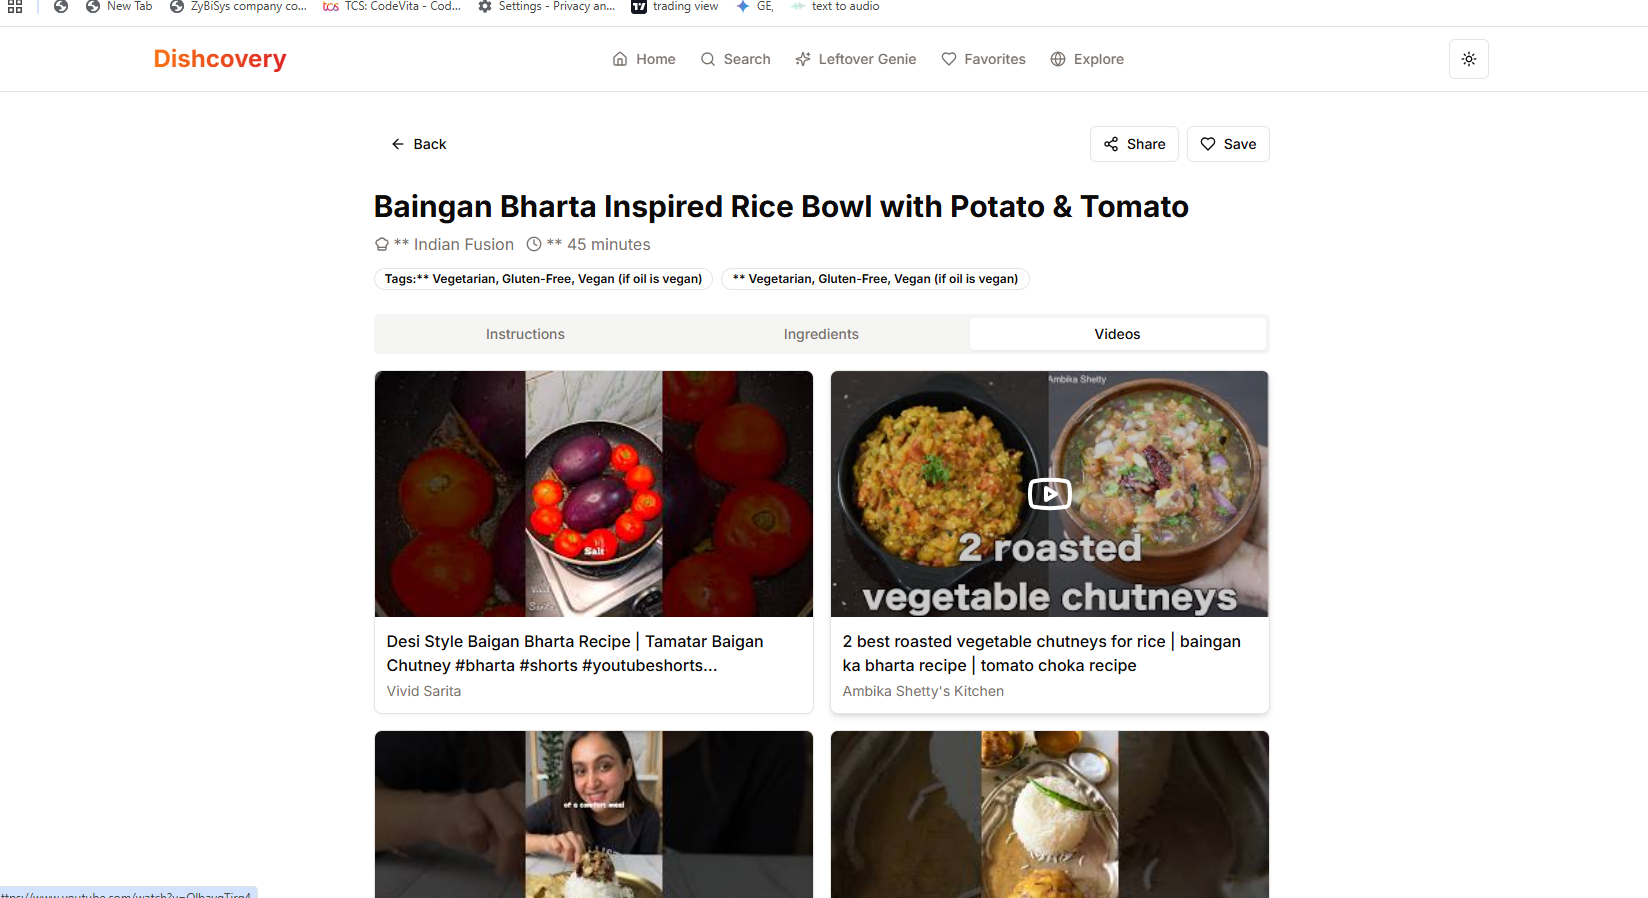 New Tab
ZyBiSys company co...
tcs TCS: CodeVita - Cod...
Settings - Privacy an...
trading view
GE,
text to audio
Dishcovery
Home
Search
Leftover Genie
Favorites
Explore
Back
Share
Save
Baingan Bharta Inspired Rice Bowl with Potato & Tomato
** Indian Fusion
** 45 minutes
Tags:** Vegetarian, Gluten-Free, Vegan (if oil is vegan)
** Vegetarian, Gluten-Free, Vegan (if oil is vegan)
Instructions
Ingredients
Videos
Salt
Ambika Shetty
2 roasted
vegetable chutneys
Desi Style Baigan Bharta Recipe | Tamatar Baigan
Chutney #bharta #shorts #youtubeshorts...
Vivid Sarita
2 best roasted vegetable chutneys for rice | baingan
ka bharta recipe | tomato choka recipe
Ambika Shetty's Kitchen
of a comfort meal